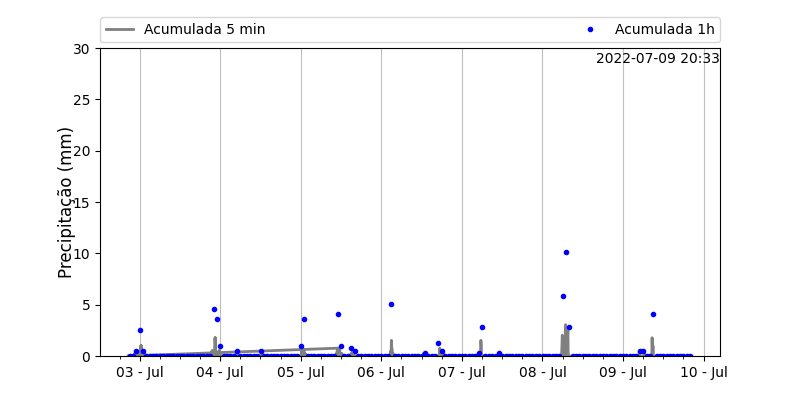 Acumulada 5 min
Acumulada 1h
2022-07-09 20:33
Precipitação (mm)
30
25
20
15
10
5
0
03 - Jul 04 - Jul 05 - Jul 06 - Jul 07 - Jul 08 - Jul 09 - Jul 10 - Jul